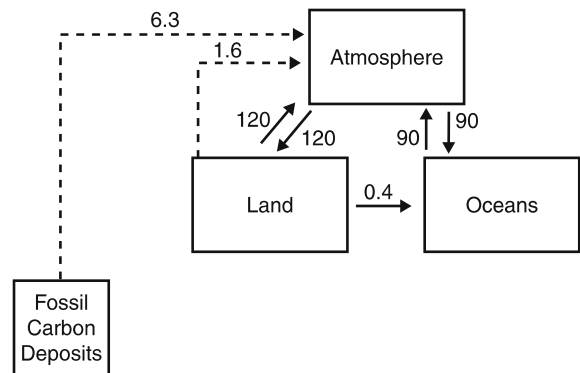 6.3
1.6
Atmosphere
120
120
90
90
Land
0.4
Oceans
Fossil
Carbon
Deposits